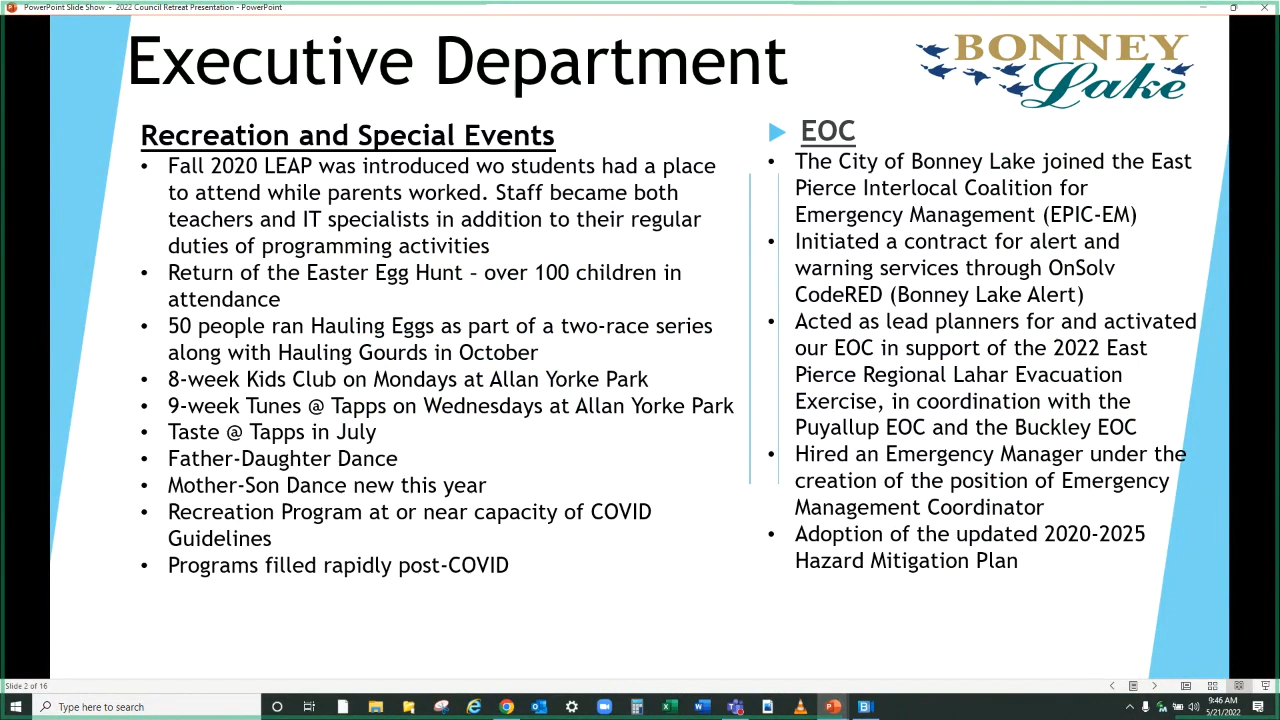 PowerPoint Slide Show - 2022 Council Retreat Presentation - PowerPoint
Executive Department
BONNEY
Lake
Recreation and Special Events
• Fall 2020 LEAP was introduced wo students had a place
to attend while parents worked. Staff became both
teachers and IT specialists in addition to their regular
duties of programming activities
• Return of the Easter Egg Hunt – over 100 children in
attendance
• 50 people ran Hauling Eggs as part of a two-race series
along with Hauling Gourds in October
• 8-week Kids Club on Mondays at Allan Yorke Park
• 9-week Tunes @ Tapps on Wednesdays at Allan Yorke Park
• Taste @ Tapps in July
• Father-Daughter Dance
• Mother-Son Dance new this year
• Recreation Program at or near capacity of COVID
Guidelines
• Programs filled rapidly post-COVID
EOC
• The City of Bonney Lake joined the East
Pierce Interlocal Coalition for
Emergency Management (EPIC-EM)
• Initiated a contract for alert and
warning services through OnSolv
CodeRED (Bonney Lake Alert)
• Acted as lead planners for and activated
our EOC in support of the 2022 East
Pierce Regional Lahar Evacuation
Exercise, in coordination with the
Puyallup EOC and the Buckley EOC
• Hired an Emergency Manager under the
creation of the position of Emergency
Management Coordinator
• Adoption of the updated 2020-2025
Hazard Mitigation Plan
Slide 2 of 16
Type here to search
9:46 AM
5/21/2022